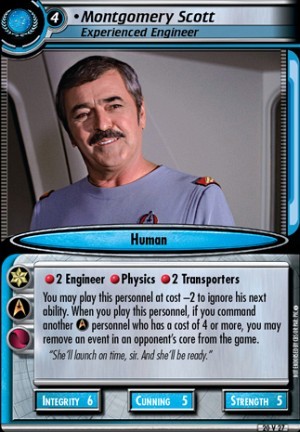 4 • Montgomery Scott
Experienced Engineer
Human
2 Engineer Physics 2 Transporters
You may play this personnel at cost –2 to ignore his next
ability. When you play this personnel, if you command
another personnel who has a cost of 4 or more, you may
remove an event in an opponent's core from the game.
"She'll launch on time, sir. And she'll be ready."
Integrity 6 Cunning 5 Strength 5